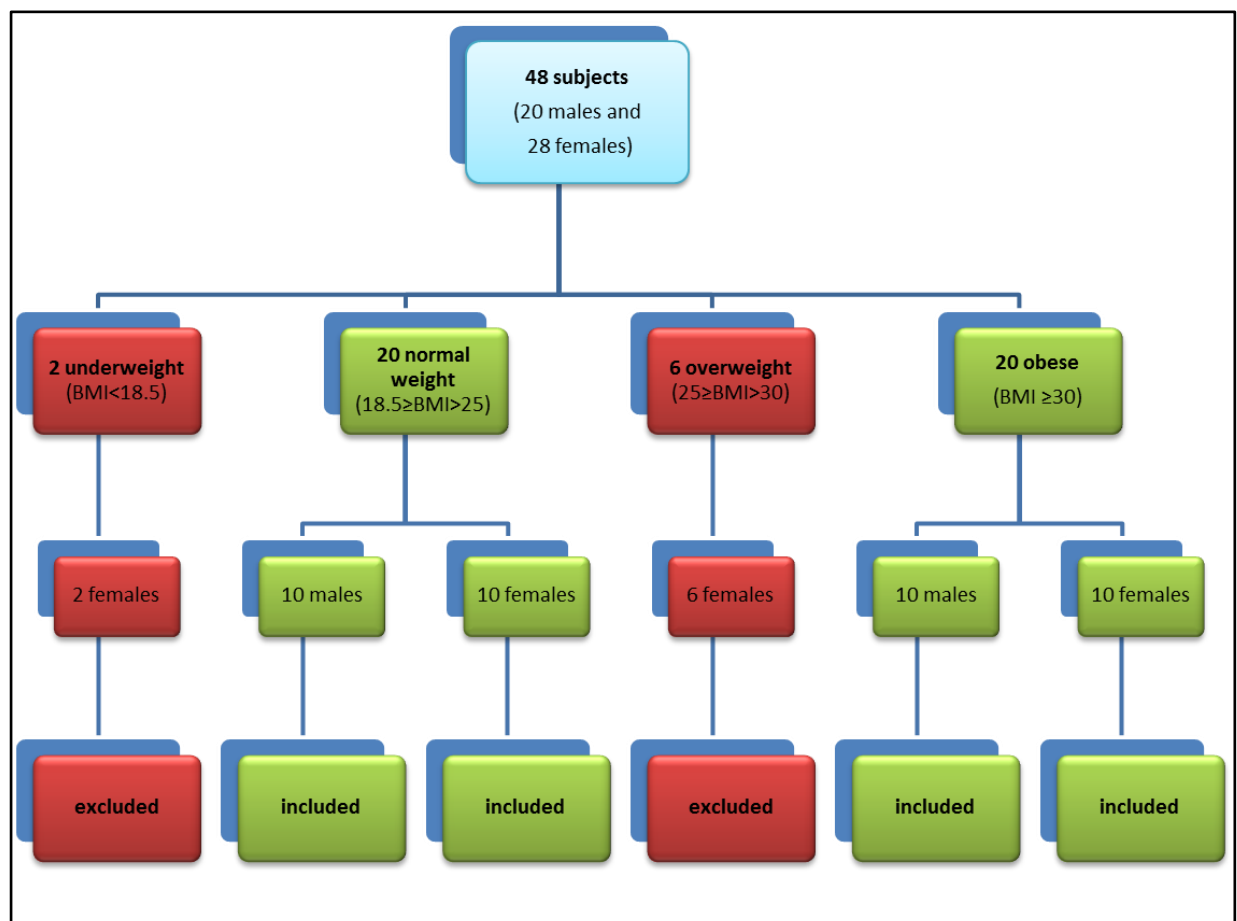 48 subjects
(20 males and
28 females)
2 underweight
(BMI<18.5)
20 normal
weight
(18.5≥BMI>25)
6 overweight
(25≥BMI>30)
20 obese
(BMI ≥30)
2 females
10 males
10 females
6 females
10 males
10 females
excluded
included
included
excluded
included
included